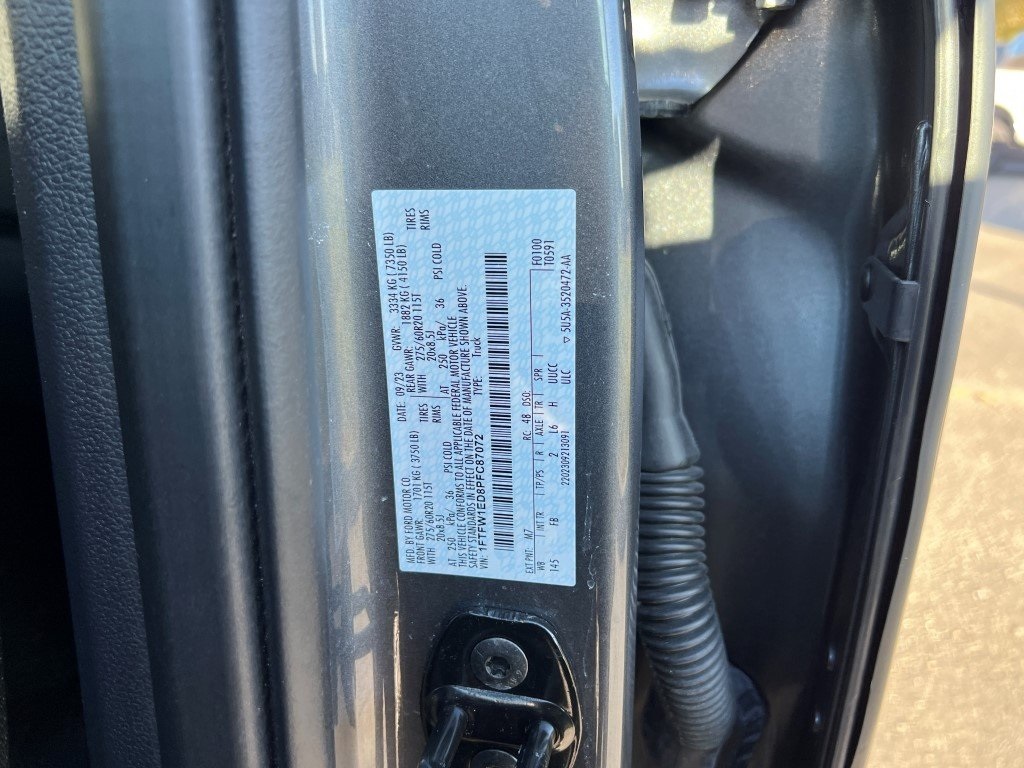 MFD. BY FORD MOTOR CO. DATE: 09/23 GVWR: 3334 KG (7350 LB)
FRONT GAWR: 1701 KG (3750 LB) REAR GAWR: 1882 KG (4150 LB)
WITH 275/60R20 115T TIRES WITH 275/60R20 115T TIRES
20x8.5J RIMS 20x8.5J RIMS
AT 250 kPa/ 36 PSI COLD AT 250 kPa/ 36 PSI COLD
THIS VEHICLE CONFORMS TO ALL APPLICABLE FEDERAL MOTOR VEHICLE
SAFETY STANDARDS IN EFFECT ON THE DATE OF MANUFACTURE SHOWN ABOVE.
VIN: 1FTFW1ED8PFC87072 TYPE: Truck
EXT PNT: M7 RC: 48 DSO: F0100
WB INT TR TP/PS R AXLE TR SPR T0591
145 FB 2 L6 H UUCC
2202309213091 ULC
▽ 5U5A-3520472-AA